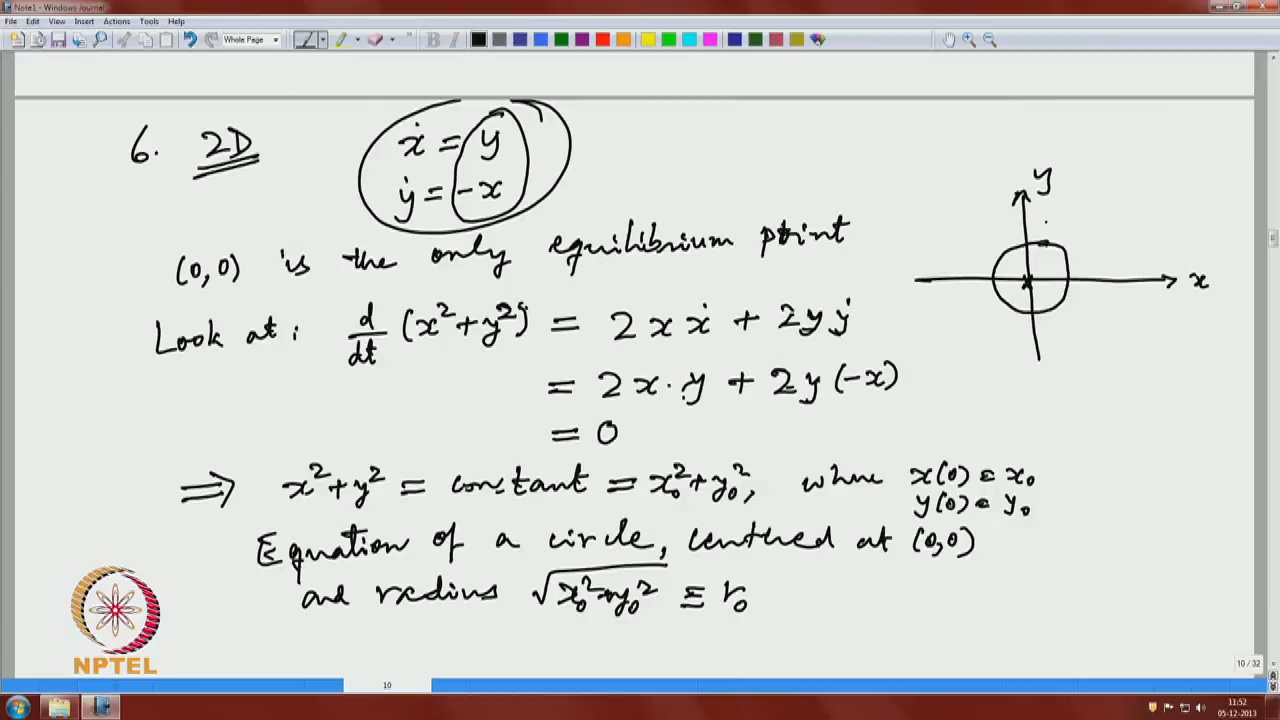 Note1 - Windows Journal
File Edit View Insert Actions Tools Help
Whole Page
6. 2D
ẋ = y
ẏ = -x
y
x
(0,0) is the only equilibrium point
Look at : d/dt (x² + y²) = 2xẋ + 2yẏ
= 2x·y + 2y(-x)
= 0
⇒ x² + y² = constant = x₀² + y₀², where x(0) = x₀
y(0) = y₀
Equation of a circle, centred at (0,0)
and radius √x₀² + y₀² ≡ r₀
NPTEL
10 / 32
10
11:52
05-12-2013